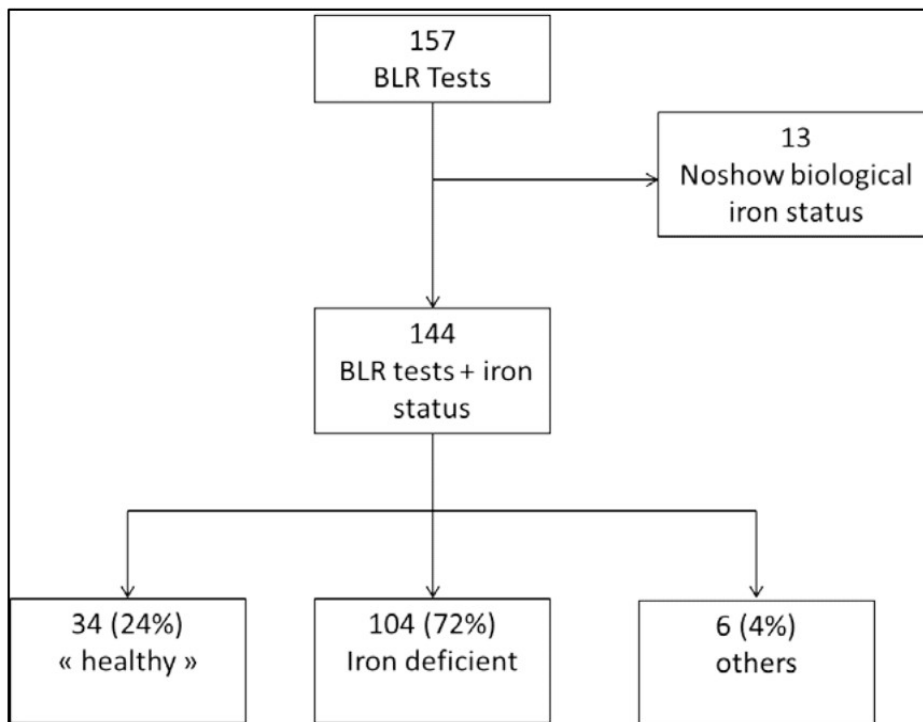 157
BLR Tests
13
Noshow biological
iron status
144
BLR tests + iron
status
34 (24%)
« healthy »
104 (72%)
Iron deficient
6 (4%)
others